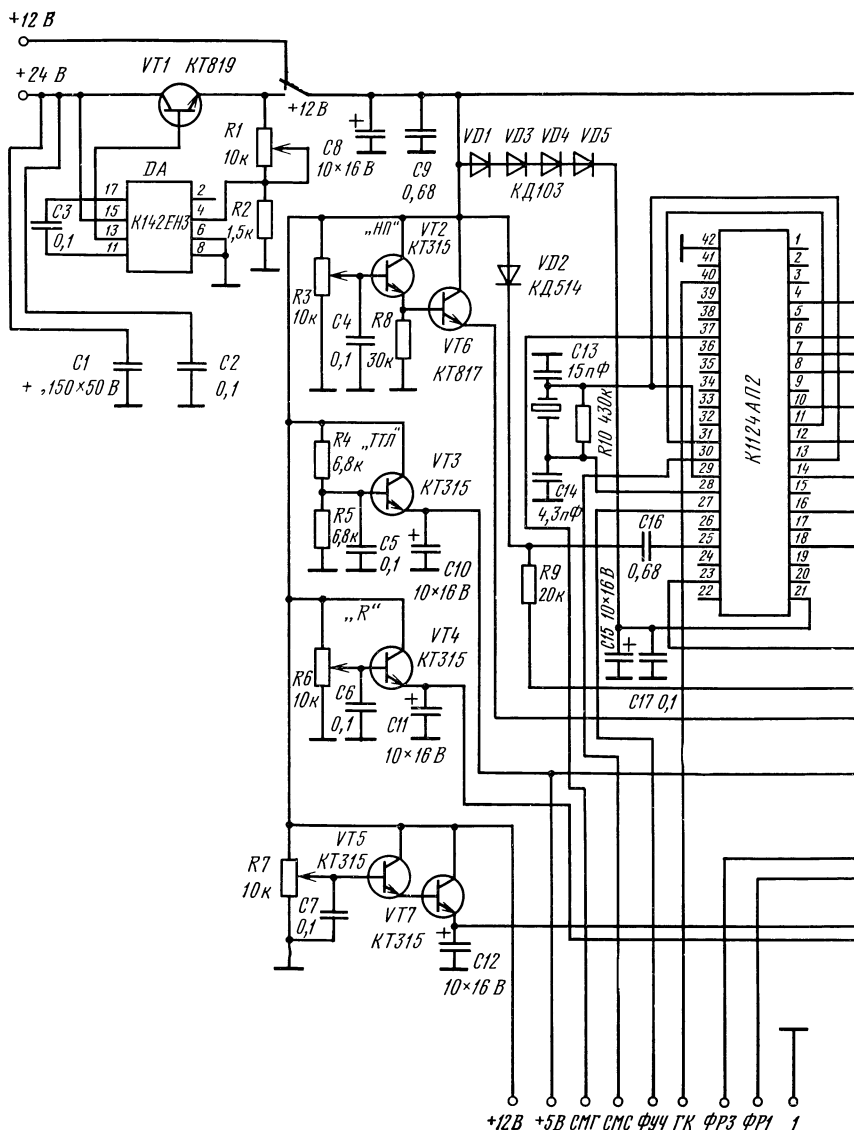 +12 В
VT1 КТ819
+24 В
+12 В
R1
10к
C8
10×16 В
C9
0,68
VD1 VD3 VD4 VD5
КД103
DA
К142ЕН3
17
15
13
11
2
4
6
8
C3
0,1
R2
1,5к
„НП“
VT2
КТ315
R3
10к
C4
0,1
R8
30к
VT6
КТ817
VD2
КД514
C1
+ ,150×50 В
C2
0,1
C13
15пФ
R10 430к
C14
4,3пФ
К1124АП2
42
41
40
39
38
37
36
35
34
33
32
31
30
29
28
27
26
25
24
23
22
1
2
3
4
5
6
7
8
9
10
11
12
13
14
15
16
17
18
19
20
21
R4
6,8к
„ТТЛ“
VT3
КТ315
R5
6,8к
C5
0,1
C10
10×16 В
C16
0,68
R9
20к
C15 10×16 В
C17 0,1
„R“
VT4
КТ315
R6
10к
C6
0,1
C11
10×16 В
VT5
КТ315
R7
10к
C7
0,1
VT7
КТ315
C12
10×16 В
+12В +5В СМГ СМС ФУЧ ГК ФР3 ФР1 1